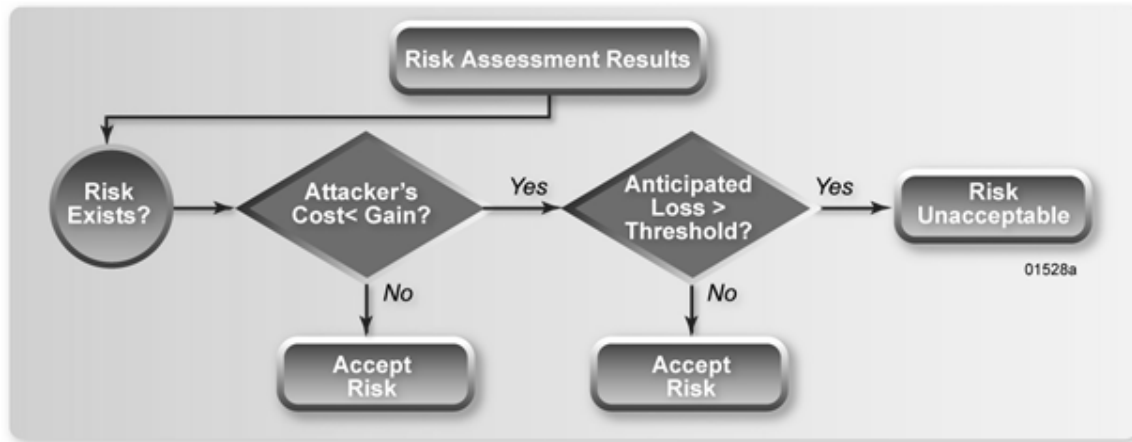 Risk Assessment Results
Risk
Exists?
Attacker's
Cost< Gain?
Yes
Anticipated
Loss >
Threshold?
Yes
Risk
Unacceptable
01528a
No
No
Accept
Risk
Accept
Risk